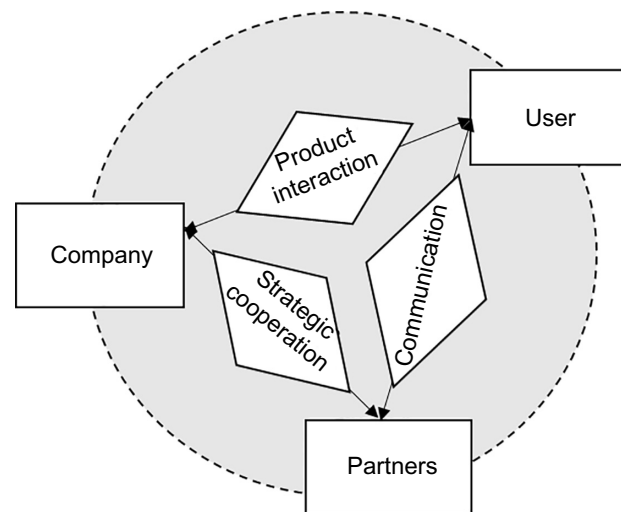 User
Product
interaction
Company
Communication
Strategic
cooperation
Partners